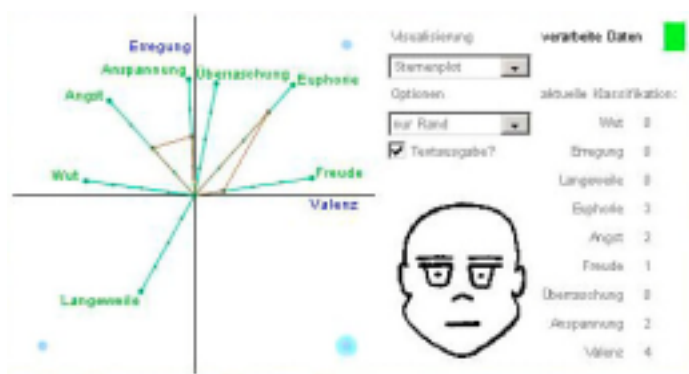 Erregung
Anspannung
Überraschung
Euphorie
Angst
Wut
Freude
Valenz
Langeweile
Visualisierung
Sternenplot
Optionen
nur Rand
Textausgabe?
verarbeite Daten
aktuelle Klassifikation:
Wut 0
Erregung 0
Langeweile 0
Euphorie 3
Angst 2
Freude 1
Überraschung 0
Anspannung 2
Valenz 4